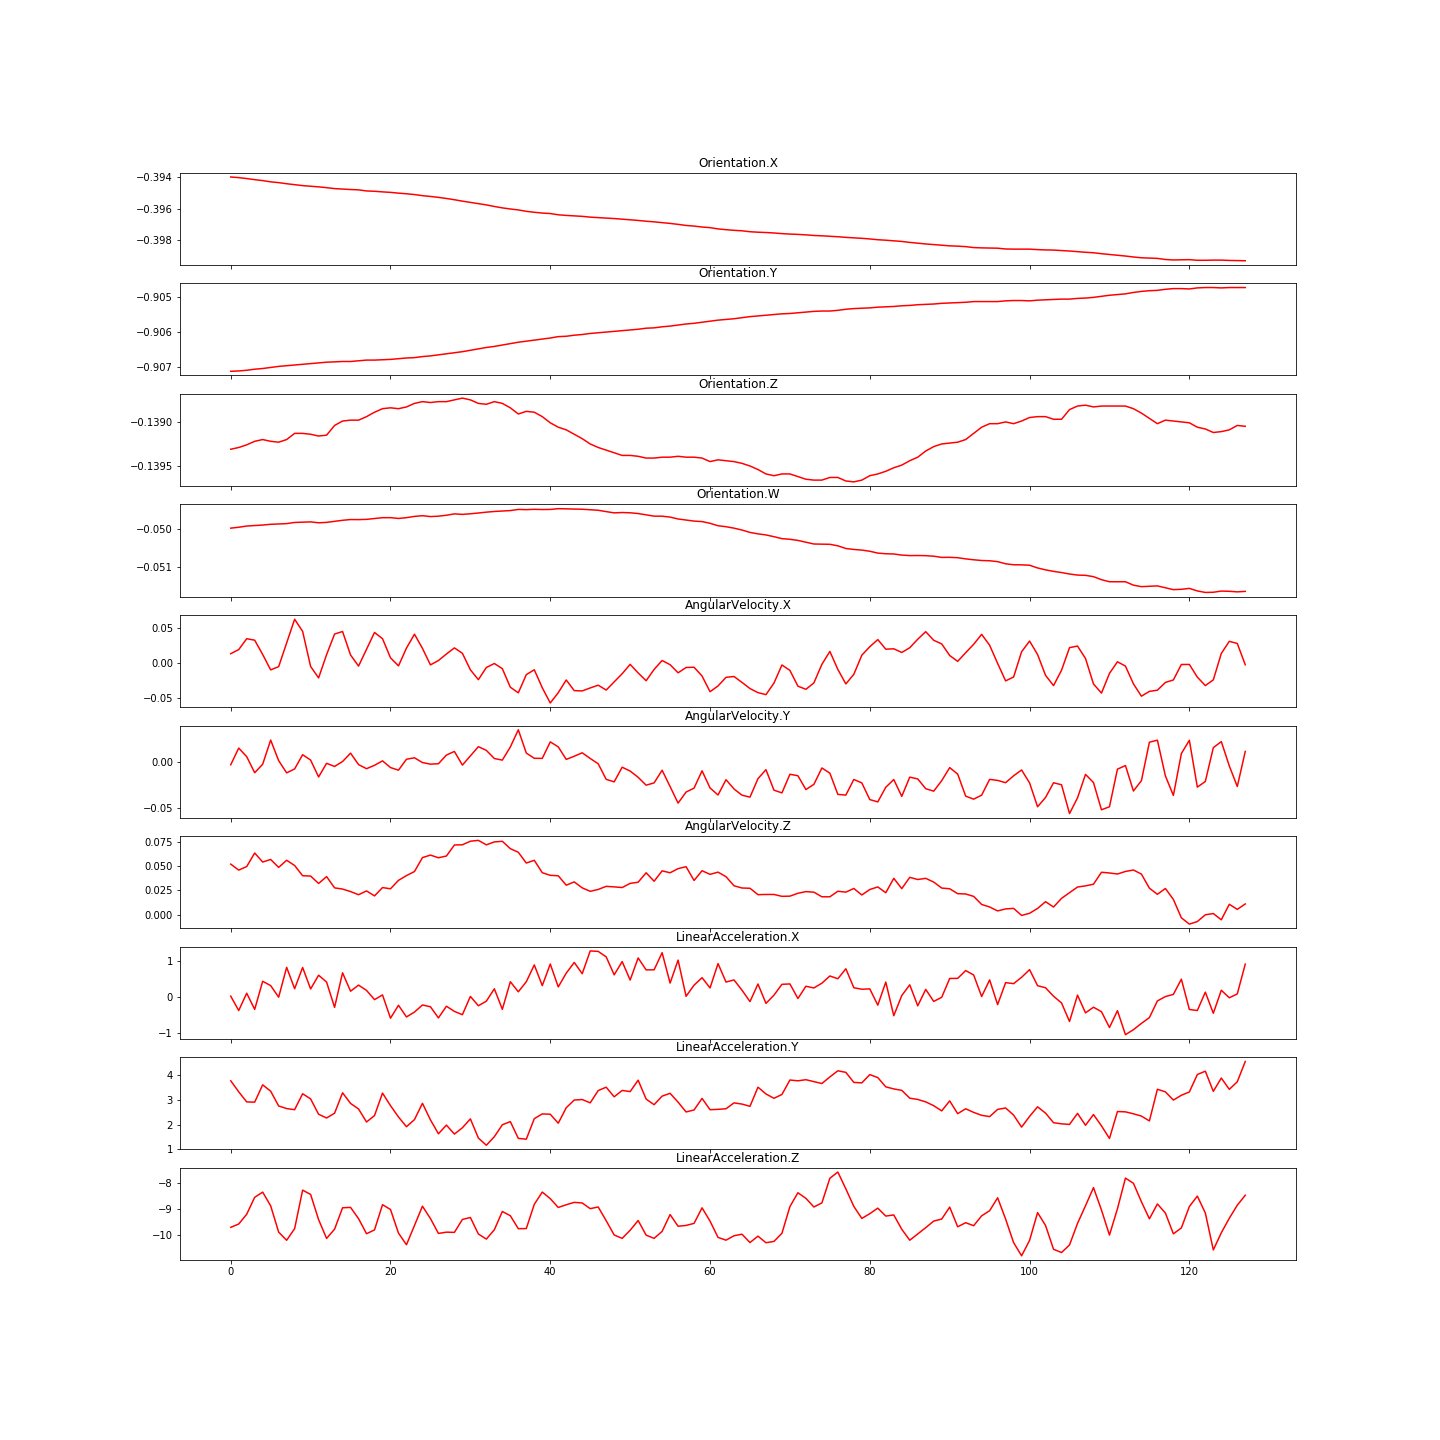 Orientation.X
−0.394
−0.396
−0.398
Orientation.Y
−0.905
−0.906
−0.907
Orientation.Z
−0.1390
−0.1395
Orientation.W
−0.050
−0.051
AngularVelocity.X
0.05
0.00
−0.05
AngularVelocity.Y
0.00
−0.05
AngularVelocity.Z
0.075
0.050
0.025
0.000
LinearAcceleration.X
1
0
−1
LinearAcceleration.Y
4
3
2
1
LinearAcceleration.Z
−8
−9
−10
0 20 40 60 80 100 120